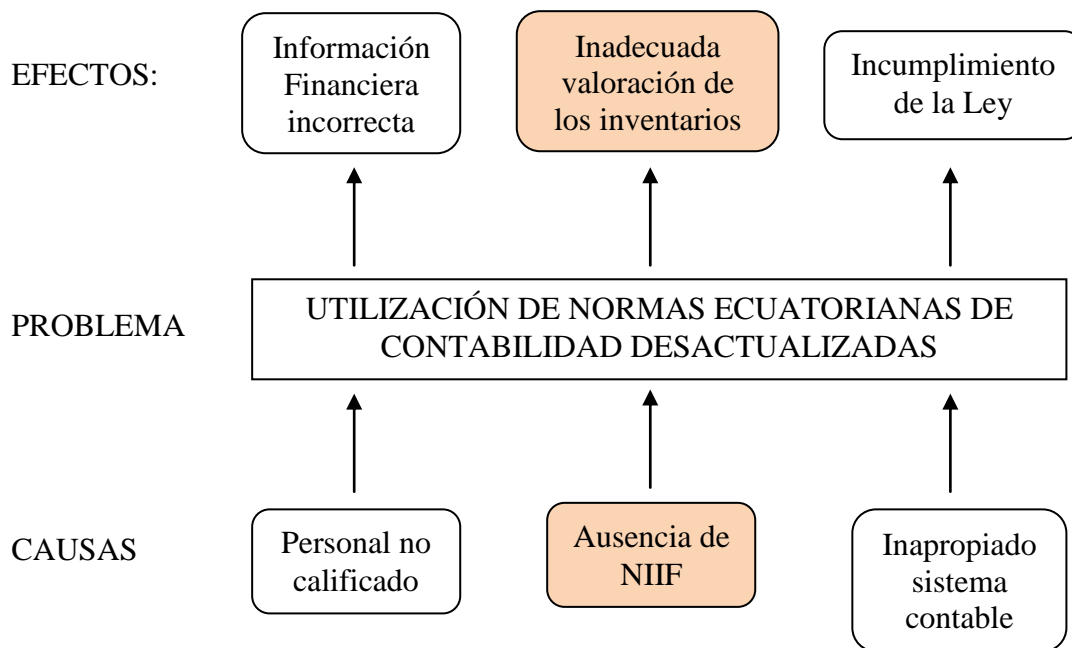 EFECTOS:
Información
Financiera
incorrecta
Inadecuada
valoración de
los inventarios
Incumplimiento
de la Ley
PROBLEMA
UTILIZACIÓN DE NORMAS ECUATORIANAS DE
CONTABILIDAD DESACTUALIZADAS
CAUSAS
Personal no
calificado
Ausencia de
NIIF
Inapropiado
sistema
contable